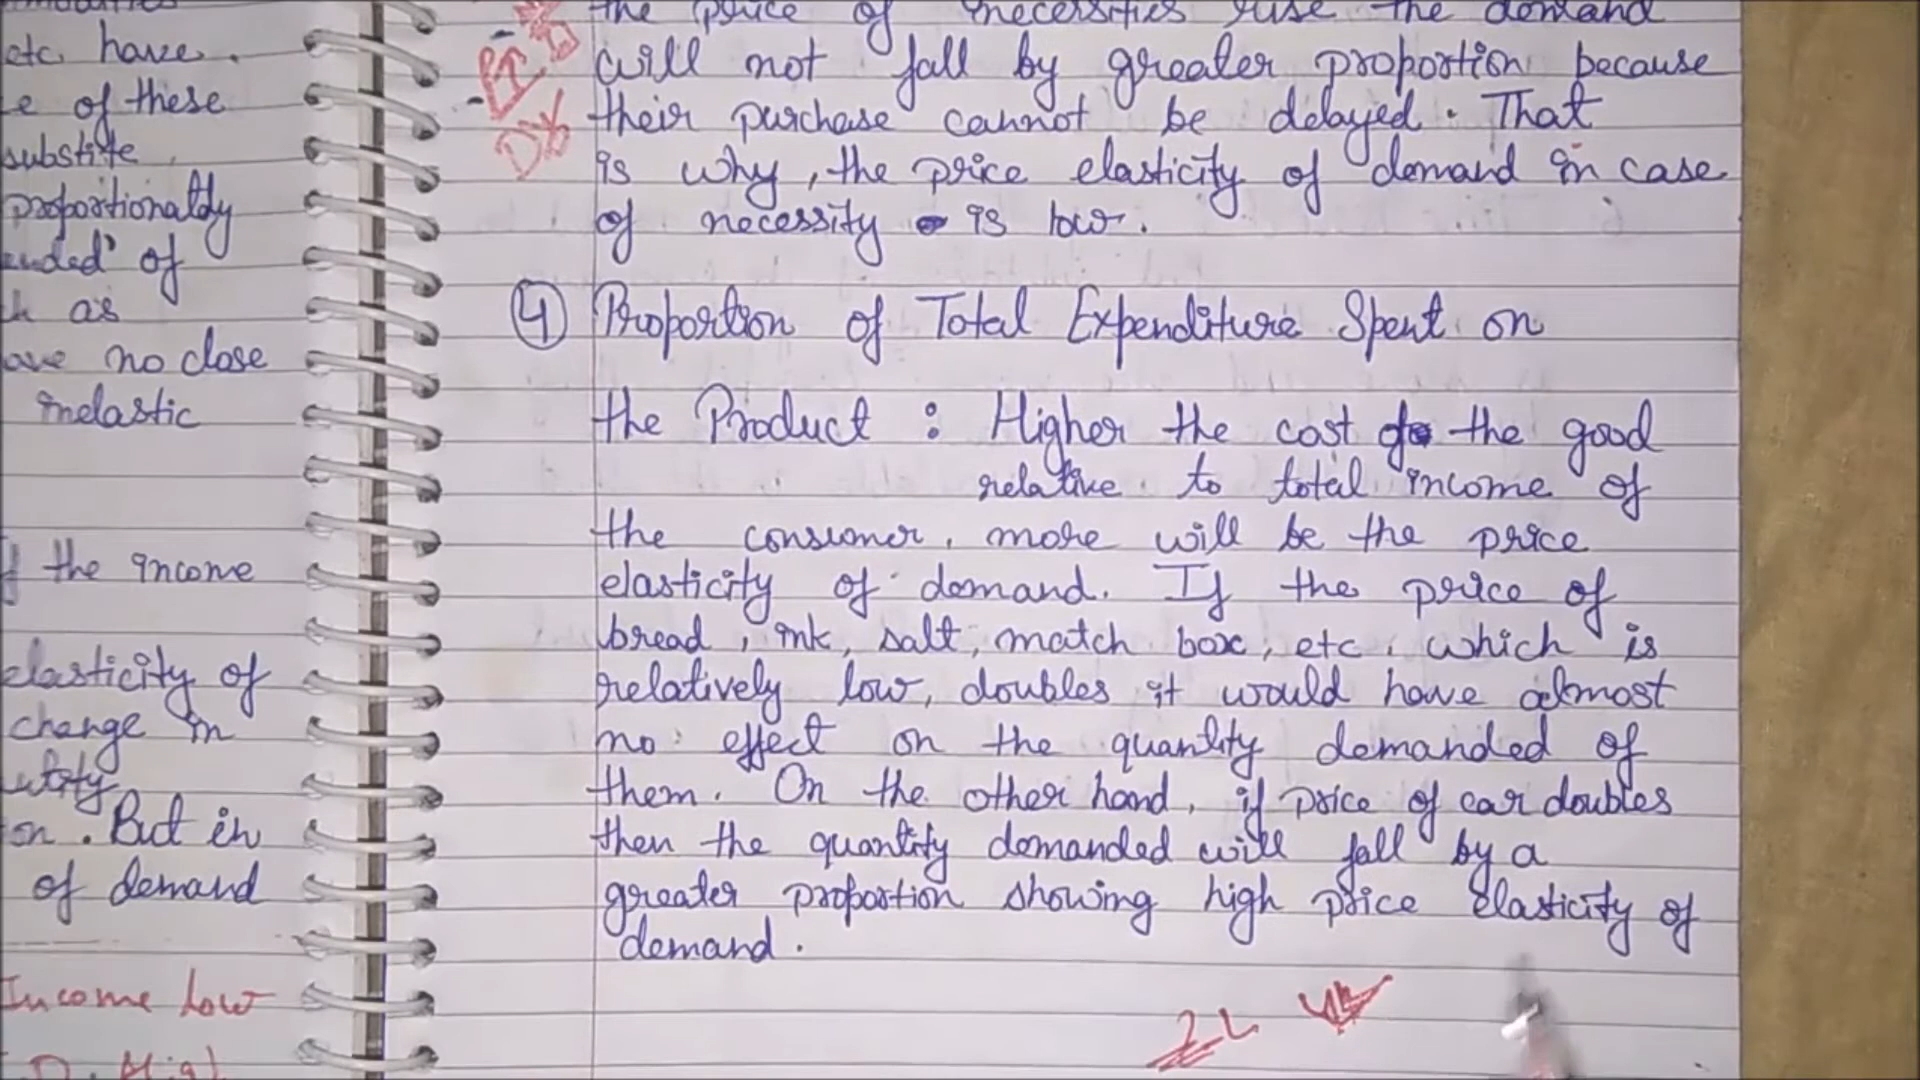 etc. have.
e of these
substite
proportionaldy
of
as
no close
inelastic
the income
elasticity of
change in
on. But in
of demand
Income Low
the price of necessities rise the demand
will not fall by greater proportion because
their purchase cannot be delayed. That
is why, the price elasticity of demand in case
of necessity is low.
④ Proportion of Total Expenditure Spent on
the Product : Higher the cost of the good
relative to total income of
the consumer, more will be the price
elasticity of demand. If the price of
bread, ink, salt, match box, etc. which is
relatively low, doubles it would have almost
no effect on the quantity demanded of
them. On the other hand, if price of car doubles
then the quantity demanded will fall by a
greater proportion showing high price elasticity of
demand.
2L